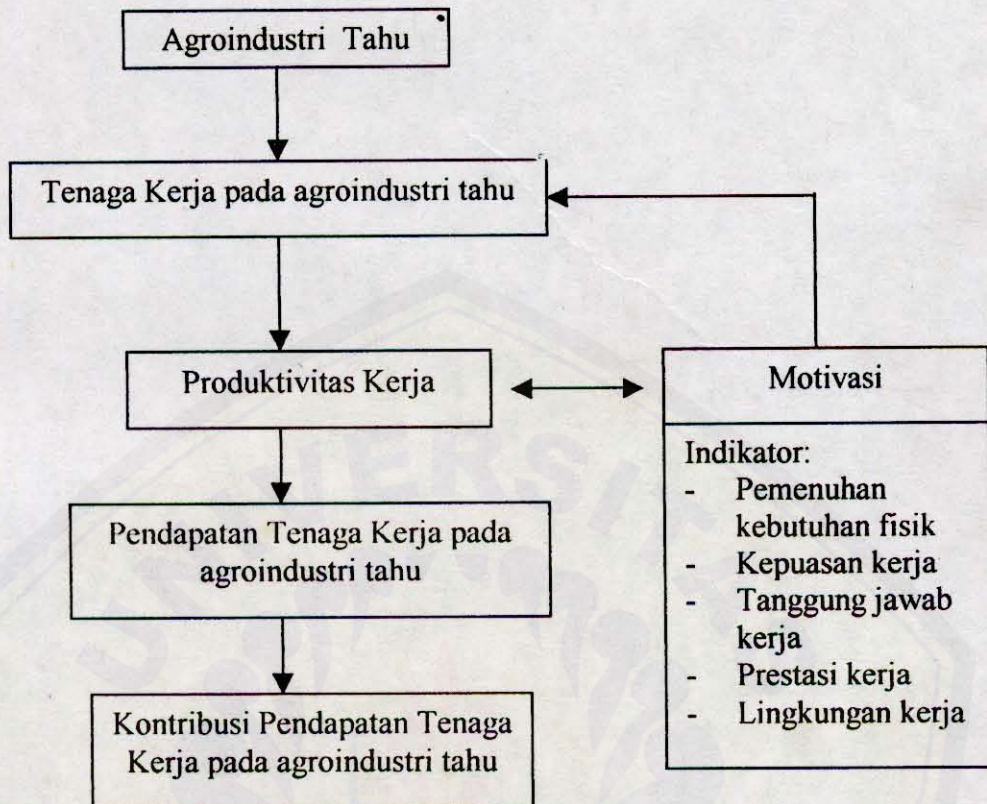 Agroindustri Tahu
Tenaga Kerja pada agroindustri tahu
Produktivitas Kerja
Pendapatan Tenaga Kerja pada
agroindustri tahu
Kontribusi Pendapatan Tenaga
Kerja pada agroindustri tahu
Motivasi
Indikator:
- Pemenuhan
kebutuhan fisik
- Kepuasan kerja
- Tanggung jawab
kerja
- Prestasi kerja
- Lingkungan kerja
UNIVERSITAS